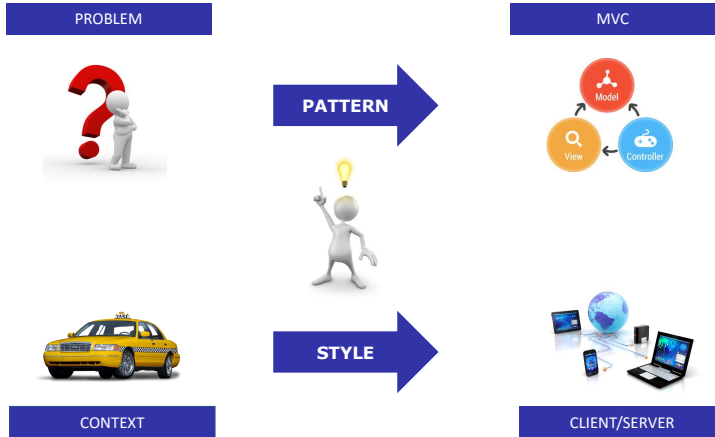 PROBLEM
MVC
PATTERN
Model
View
Controller
STYLE
CONTEXT
CLIENT/SERVER